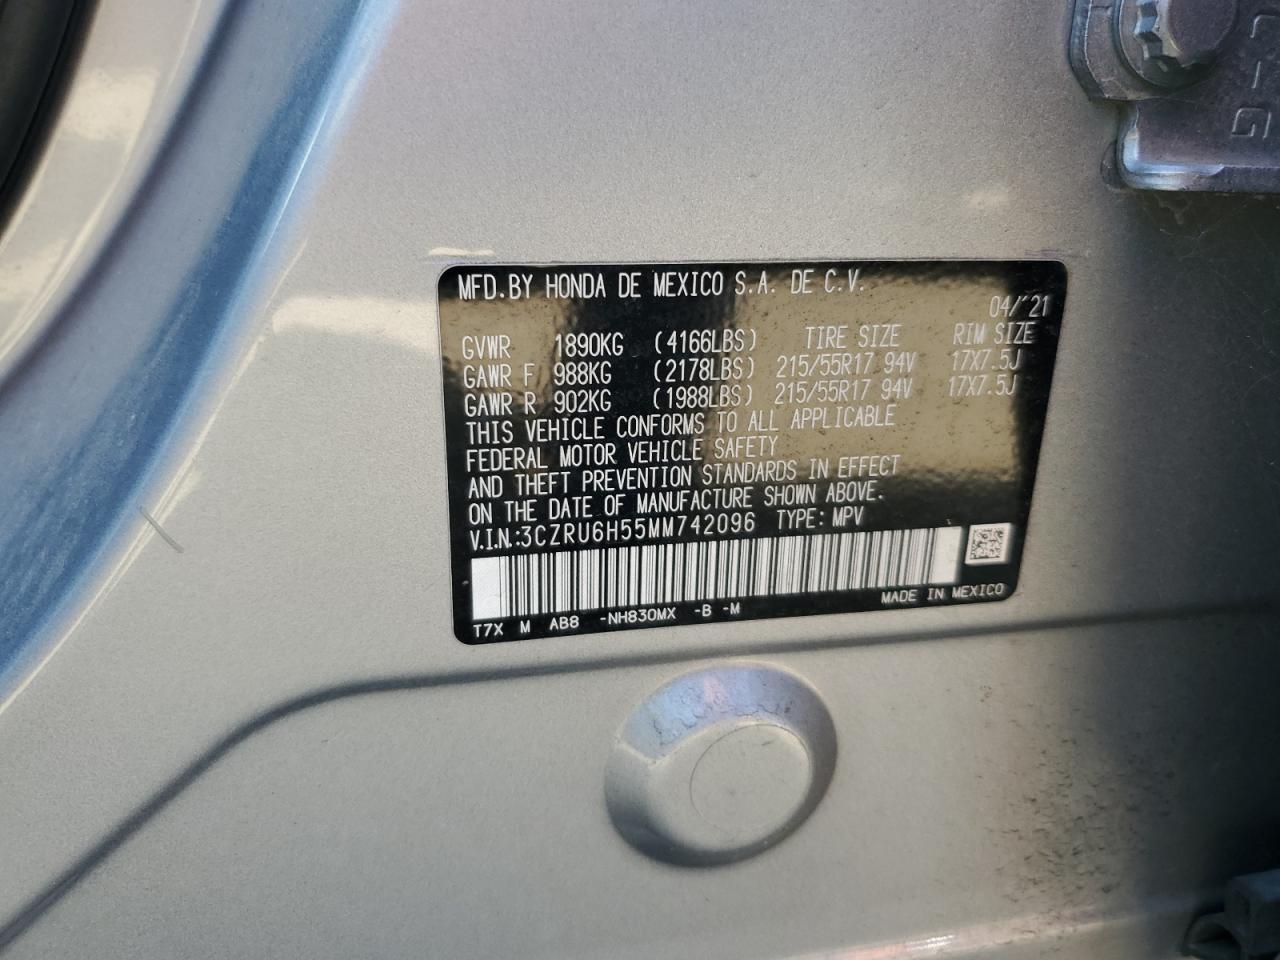 MFD.BY HONDA DE MEXICO S.A. DE C.V.
04/'21
GVWR 1890KG (4166LBS) TIRE SIZE RIM SIZE
GAWR F 988KG (2178LBS) 215/55R17 94V 17X7.5J
GAWR R 902KG (1988LBS) 215/55R17 94V 17X7.5J
THIS VEHICLE CONFORMS TO ALL APPLICABLE
FEDERAL MOTOR VEHICLE SAFETY
AND THEFT PREVENTION STANDARDS IN EFFECT
ON THE DATE OF MANUFACTURE SHOWN ABOVE.
V.I.N.:3CZRU6H55MM742096 TYPE: MPV
MADE IN MEXICO
T7X M AB8 -NH830MX -B -M